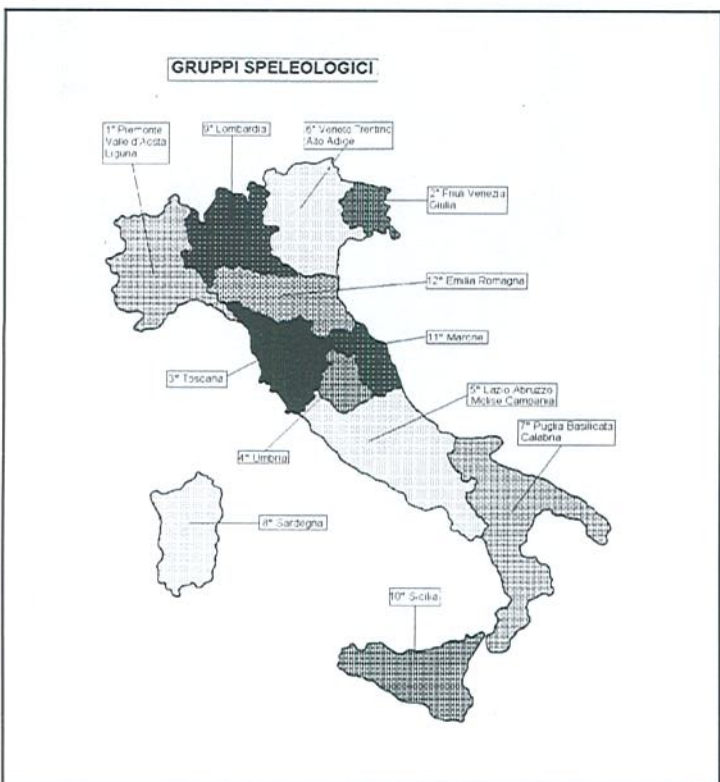 GRUPPI SPELEOLOGICI
1° Piemonte
Valle d'Aosta
Liguria
9° Lombardia
6° Veneto Trentino
Alto Adige
2° Friuli Venezia
Giulia
12° Emilia Romagna
11° Marche
3° Toscana
5° Lazio Abruzzo
Molise Campania
7° Puglia Basilicata
Calabria
4° Umbria
8° Sardegna
10° Sicilia